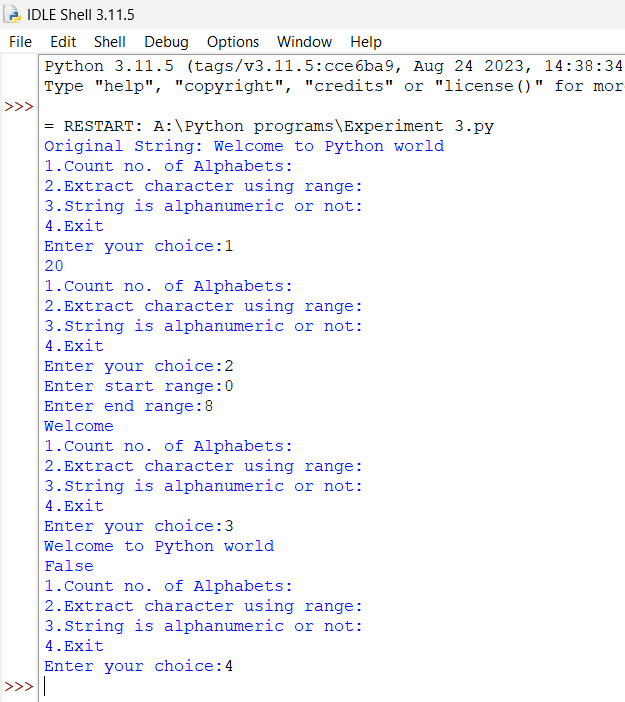 IDLE Shell 3.11.5
File Edit Shell Debug Options Window Help
Python 3.11.5 (tags/v3.11.5:cce6ba9, Aug 24 2023, 14:38:34
Type "help", "copyright", "credits" or "license()" for mor
>>>
= RESTART: A:\Python programs\Experiment 3.py
Original String: Welcome to Python world
1.Count no. of Alphabets:
2.Extract character using range:
3.String is alphanumeric or not:
4.Exit
Enter your choice:1
20
1.Count no. of Alphabets:
2.Extract character using range:
3.String is alphanumeric or not:
4.Exit
Enter your choice:2
Enter start range:0
Enter end range:8
Welcome
1.Count no. of Alphabets:
2.Extract character using range:
3.String is alphanumeric or not:
4.Exit
Enter your choice:3
Welcome to Python world
False
1.Count no. of Alphabets:
2.Extract character using range:
3.String is alphanumeric or not:
4.Exit
Enter your choice:4
>>>